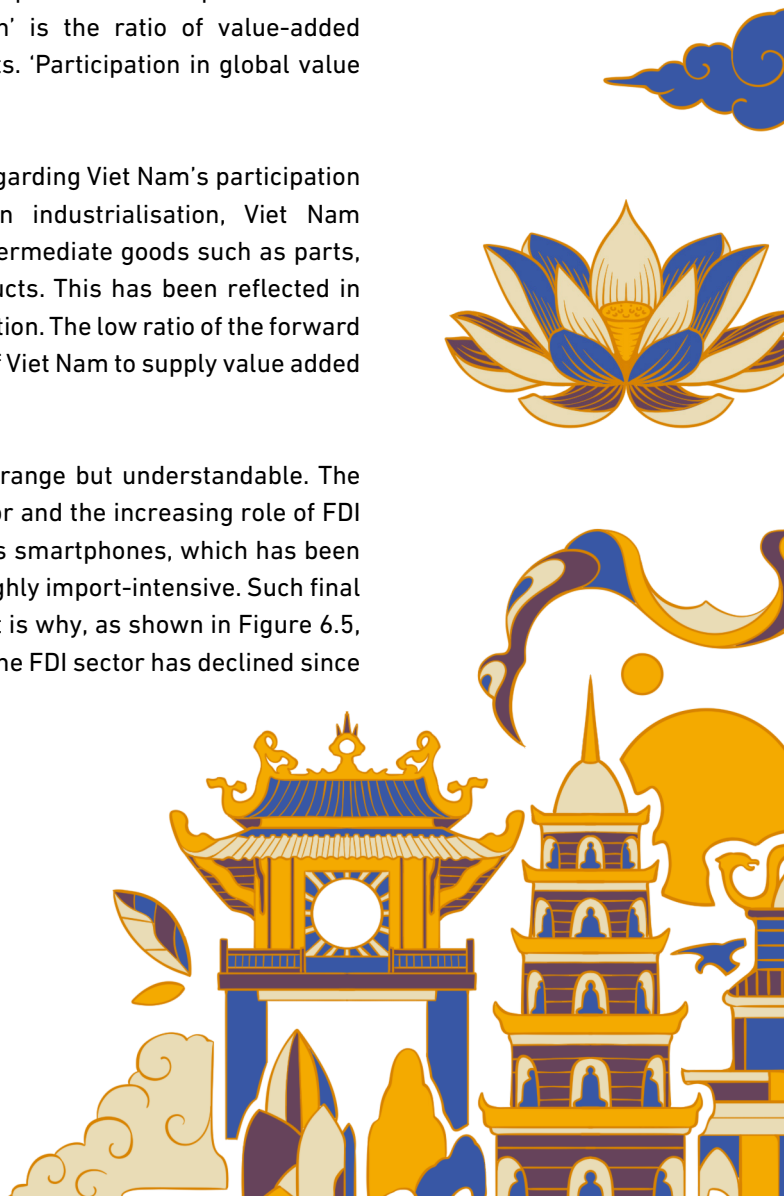 n’ is the ratio of value-added
ts. ‘Participation in global value
garding Viet Nam’s participation
n industrialisation, Viet Nam
ermediate goods such as parts,
ucts. This has been reflected in
tion. The low ratio of the forward
f Viet Nam to supply value added
range but understandable. The
or and the increasing role of FDI
s smartphones, which has been
ghly import-intensive. Such final
t is why, as shown in Figure 6.5,
he FDI sector has declined since